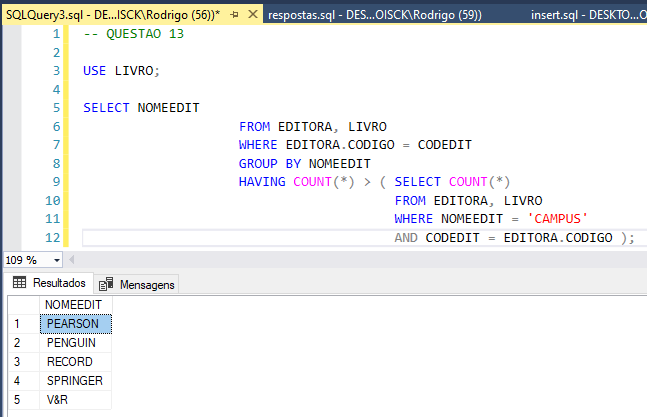 SQLQuery3.sql - DE...OISCK\Rodrigo (56))* respostas.sql - DES...OISCK\Rodrigo (59)) insert.sql - DESKTO...O
1 -- QUESTAO 13
2
3 USE LIVRO;
4
5 SELECT NOMEEDIT
6 FROM EDITORA, LIVRO
7 WHERE EDITORA.CODIGO = CODEDIT
8 GROUP BY NOMEEDIT
9 HAVING COUNT(*) > ( SELECT COUNT(*)
10 FROM EDITORA, LIVRO
11 WHERE NOMEEDIT = 'CAMPUS'
12 AND CODEDIT = EDITORA.CODIGO );
109 %
Resultados Mensagens
NOMEEDIT
1 PEARSON
2 PENGUIN
3 RECORD
4 SPRINGER
5 V&R